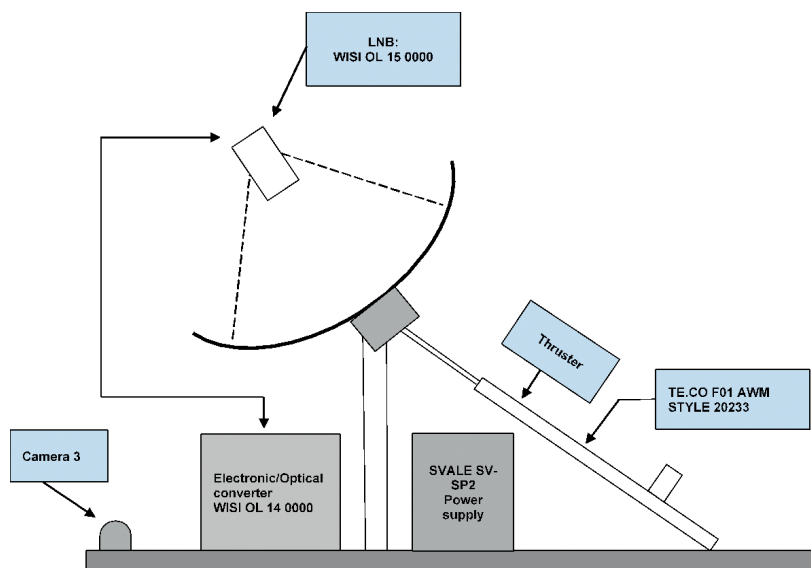 LNB:
WISI OL 15 0000
Thruster
TE.CO F01 AWM
STYLE 20233
Camera 3
Electronic/Optical
converter
WISI OL 14 0000
SVALE SV-
SP2
Power
supply